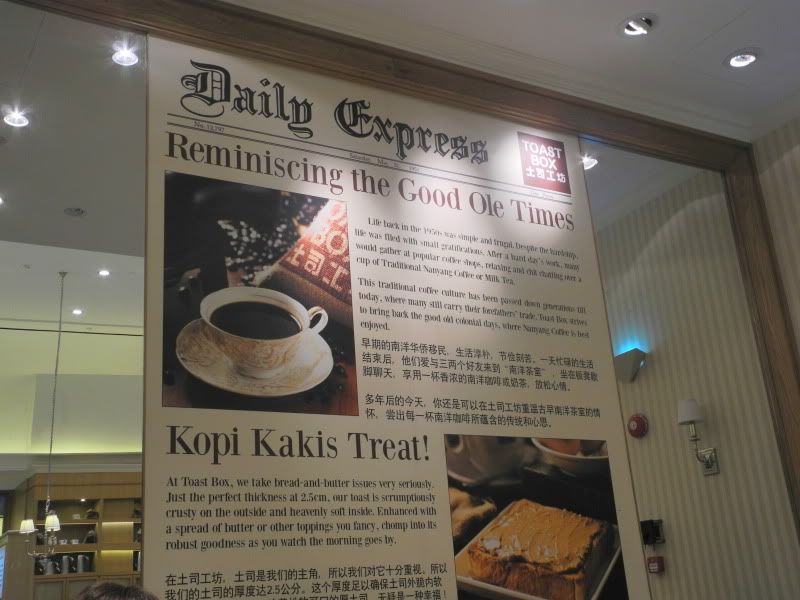 Daily Express
No. 13,797
TOAST
BOX
土司工坊
Reminiscing the Good Ole Times
Life back in the 1950s was simple and frugal. Despite the hardship,
life was filled with small gratifications. After a hard day's work, many
would gather at popular coffee shops, relaxing and chit chatting over a
cup of Traditional Nanyang Coffee or Milk Tea.
This traditional coffee culture has been passed down generations till
today, where many still carry their forefathers' trade. Toast Box strives
to bring back the good old colonial days, where Nanyang Coffee is best
enjoyed.
早期的南洋华侨移民，生活淳朴，节俭刻苦。一天忙碌的生活
结束后，他们爱与三两个好友来到“南洋茶室”，坐在板凳歇
脚聊天，享用一杯香浓的南洋咖啡或奶茶，放松心情。
多年后的今天，你还是可以在土司工坊重温古早南洋茶室的情
怀，尝出每一杯南洋咖啡所蕴含的传统和心思。
BOX
土司工
Kopi Kakis Treat!
At Toast Box, we take bread-and-butter issues very seriously.
Just the perfect thickness at 2.5cm, our toast is scrumptiously
crusty on the outside and heavenly soft inside. Enhanced with
a spread of butter or other toppings you fancy, chomp into its
robust goodness as you watch the morning goes by.
在土司工坊，土司是我们的主角，所以我们对它十分重视。所以
我们的土司的厚度达2.5公分。这个厚度足以确保土司外脆内软